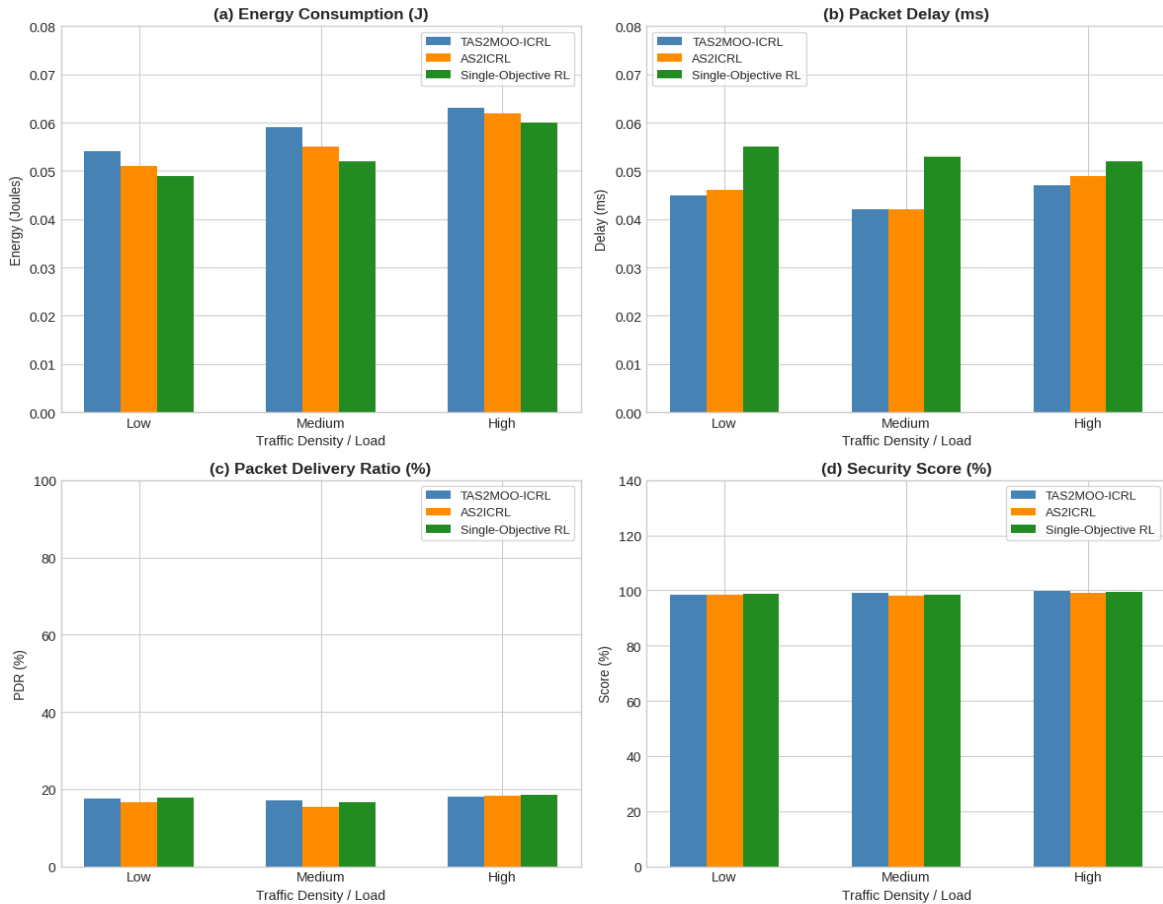 (a) Energy Consumption (J)
0.08
0.07
0.06
0.05
0.04
0.03
0.02
0.01
0.00
Energy (Joules)
TAS2MOO-ICRL
AS2ICRL
Single-Objective RL
Low
Medium
High
Traffic Density / Load
(b) Packet Delay (ms)
0.08
0.07
0.06
0.05
0.04
0.03
0.02
0.01
0.00
Delay (ms)
TAS2MOO-ICRL
AS2ICRL
Single-Objective RL
Low
Medium
High
Traffic Density / Load
(c) Packet Delivery Ratio (%)
100
80
60
40
20
0
PDR (%)
TAS2MOO-ICRL
AS2ICRL
Single-Objective RL
Low
Medium
High
Traffic Density / Load
(d) Security Score (%)
140
120
100
80
60
40
20
0
Score (%)
TAS2MOO-ICRL
AS2ICRL
Single-Objective RL
Low
Medium
High
Traffic Density / Load